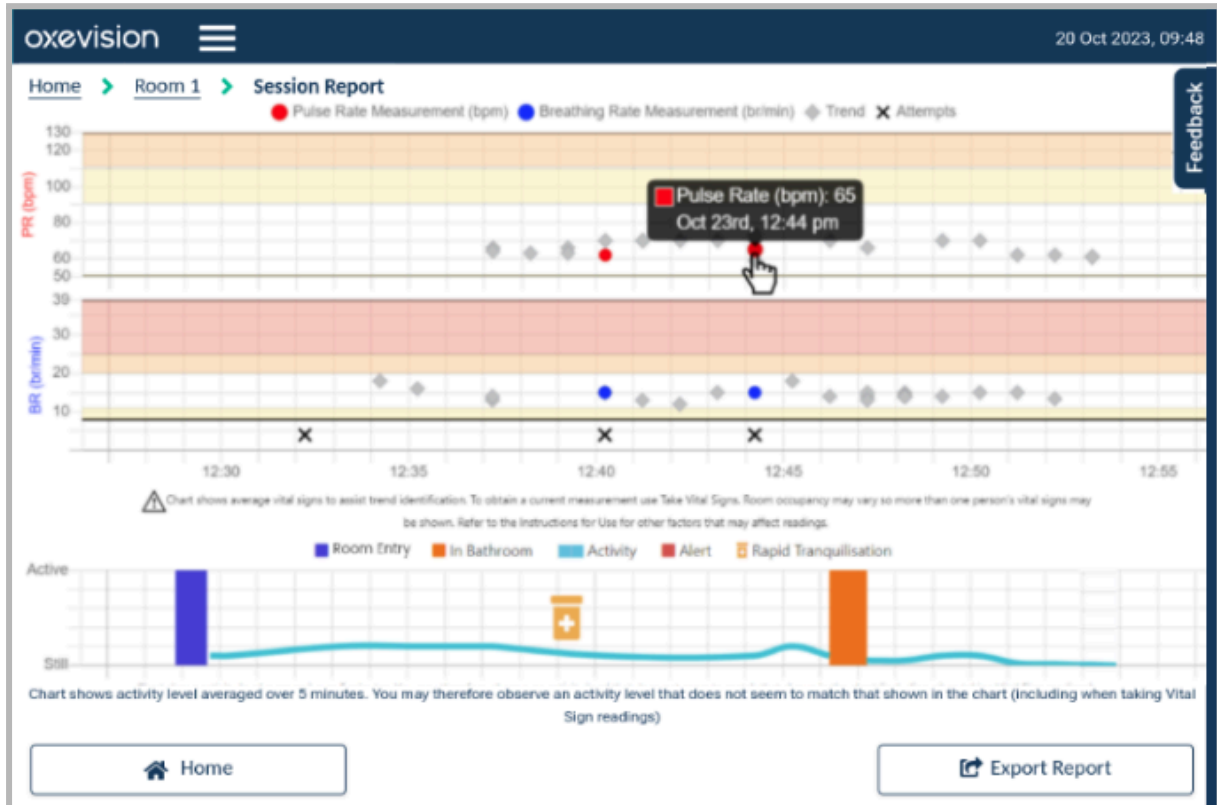 oxevision
20 Oct 2023, 09:48
Home > Room 1 > Session Report
Feedback
Pulse Rate Measurement (bpm) Breathing Rate Measurement (br/min) Trend Attempts
PR (bpm)
130
120
100
80
60
50
Pulse Rate (bpm): 65
Oct 23rd, 12:44 pm
BR (br/min)
39
30
20
10
12:30 12:35 12:40 12:45 12:50 12:55
Chart shows average vital signs to assist trend identification. To obtain a current measurement use Take Vital Signs. Room occupancy may vary so more than one person's vital signs may
be shown. Refer to the Instructions for Use for other factors that may affect readings.
Room Entry In Bathroom Activity Alert Rapid Tranquilisation
Active
Still
Chart shows activity level averaged over 5 minutes. You may therefore observe an activity level that does not seem to match that shown in the chart (including when taking Vital
Sign readings)
Home
Export Report